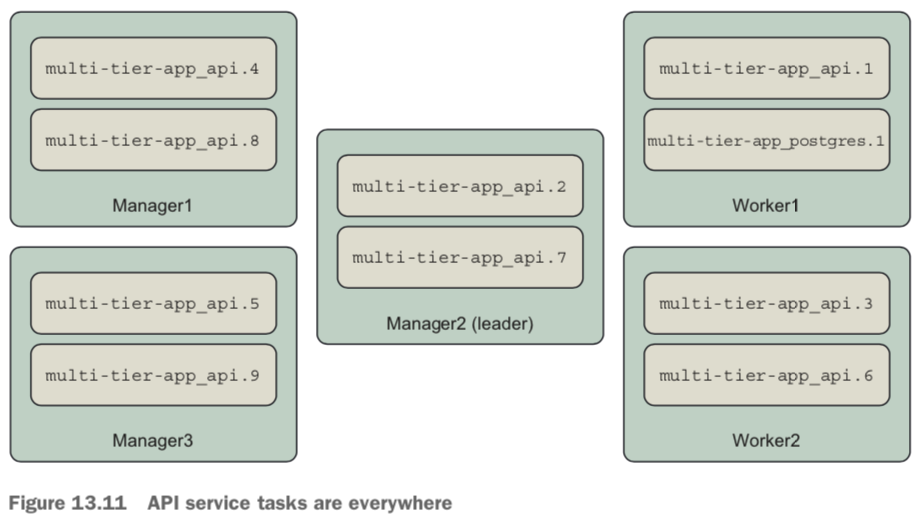 multi-tier-app_api.4
multi-tier-app_api.8
Manager1
multi-tier-app_api.5
multi-tier-app_api.9
Manager3
multi-tier-app_api.2
multi-tier-app_api.7
Manager2 (leader)
multi-tier-app_api.1
multi-tier-app_postgres.1
Worker1
multi-tier-app_api.3
multi-tier-app_api.6
Worker2
Figure 13.11 API service tasks are everywhere